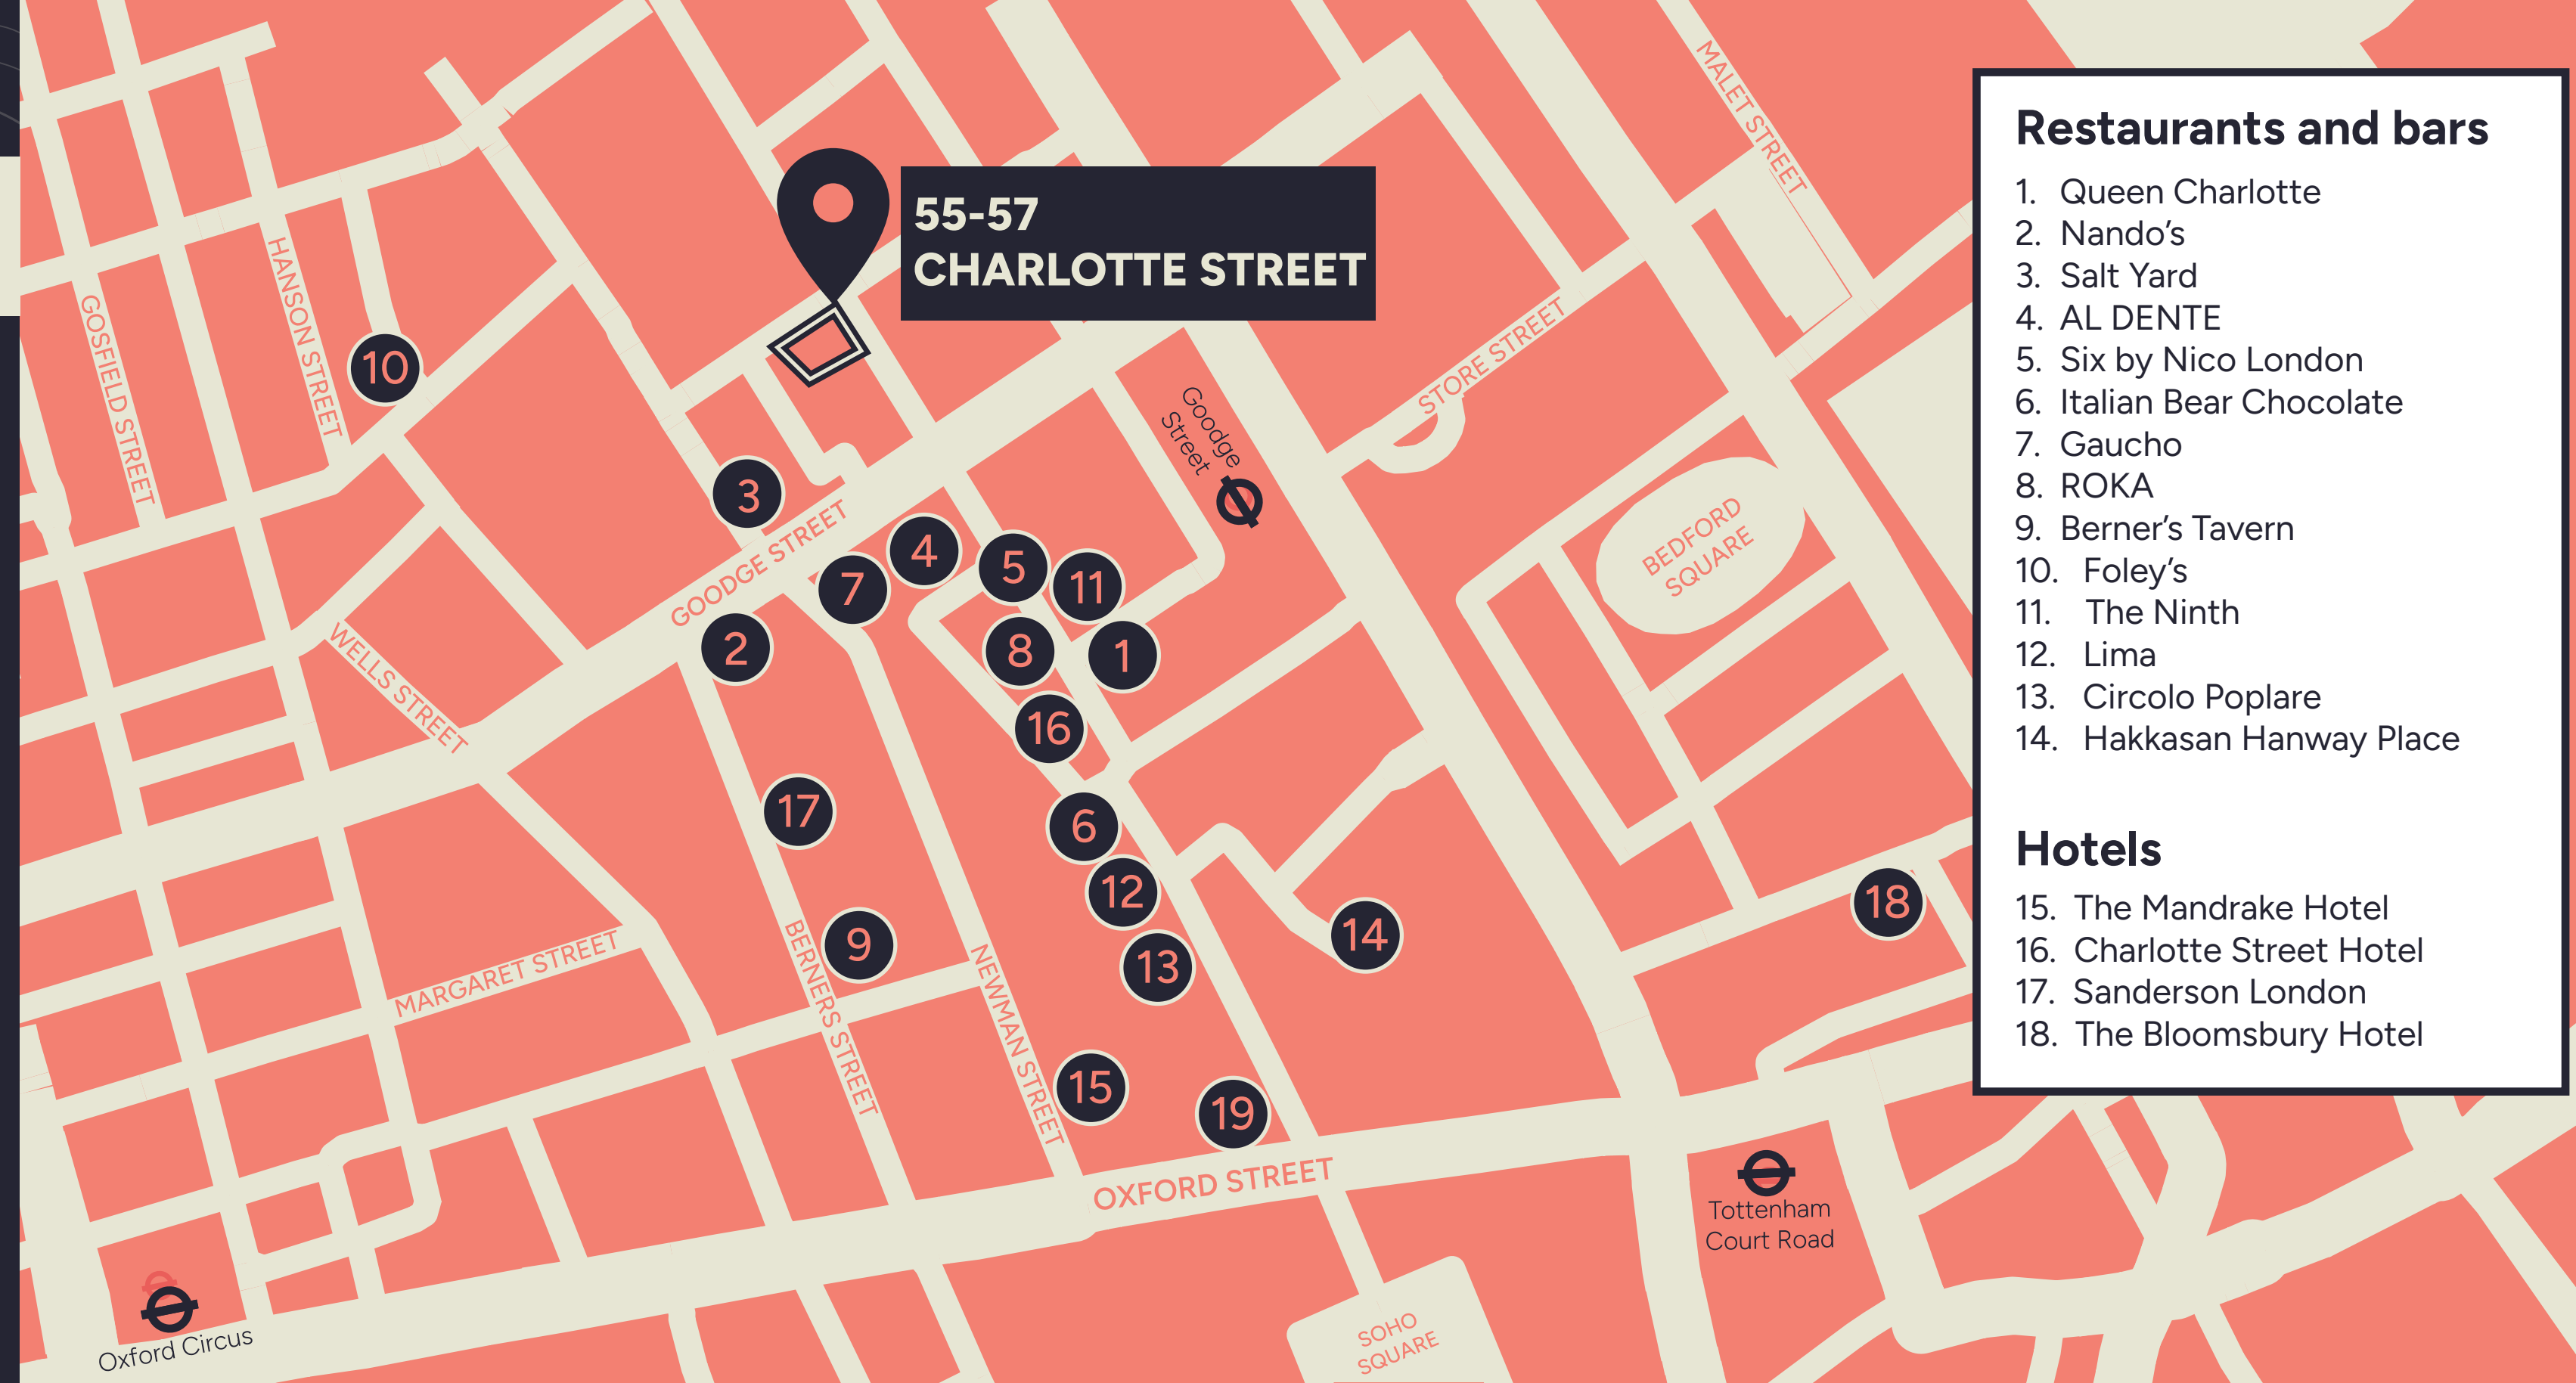 MALET STREET
55-57
CHARLOTTE STREET
HANSON STREET
GOSFIELD STREET
10
STORE STREET
Goodge
Street
3
GOODGE STREET
4
5
7
11
2
8
1
BEDFORD
SQUARE
WELLS STREET
16
17
6
12
18
14
9
13
MARGARET STREET
BERNERS STREET
NEWMAN STREET
15
19
OXFORD STREET
Tottenham
Court Road
Oxford Circus
SOHO
SQUARE
Restaurants and bars
1. Queen Charlotte
2. Nando’s
3. Salt Yard
4. AL DENTE
5. Six by Nico London
6. Italian Bear Chocolate
7. Gaucho
8. ROKA
9. Berner’s Tavern
10. Foley’s
11. The Ninth
12. Lima
13. Circolo Poplare
14. Hakkasan Hanway Place
Hotels
15. The Mandrake Hotel
16. Charlotte Street Hotel
17. Sanderson London
18. The Bloomsbury Hotel